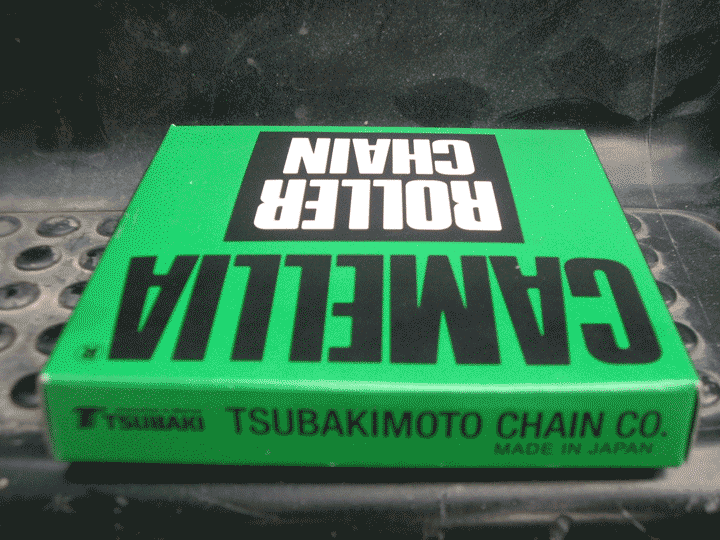 CAMELLIA
ROLLER
CHAIN
TSUBAKI
TSUBAKIMOTO CHAIN CO.
MADE IN JAPAN